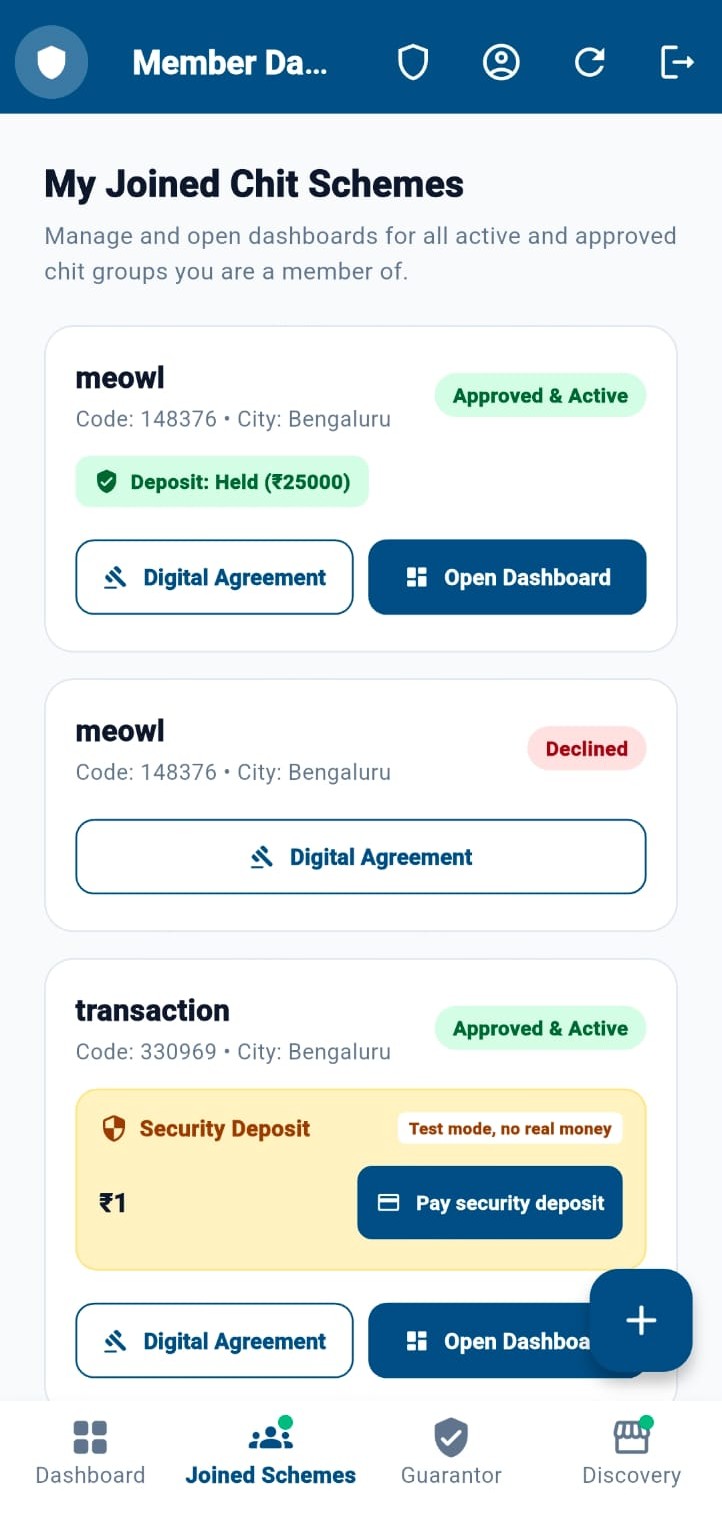 Member Da...
My Joined Chit Schemes
Manage and open dashboards for all active and approved
chit groups you are a member of.
meowl
Approved & Active
Code: 148376 • City: Bengaluru
Deposit: Held (₹25000)
Digital Agreement
Open Dashboard
meowl
Declined
Code: 148376 • City: Bengaluru
Digital Agreement
transaction
Approved & Active
Code: 330969 • City: Bengaluru
Security Deposit
Test mode, no real money
₹1
Pay security deposit
Digital Agreement
Open Dashboa
Dashboard
Joined Schemes
Guarantor
Discovery